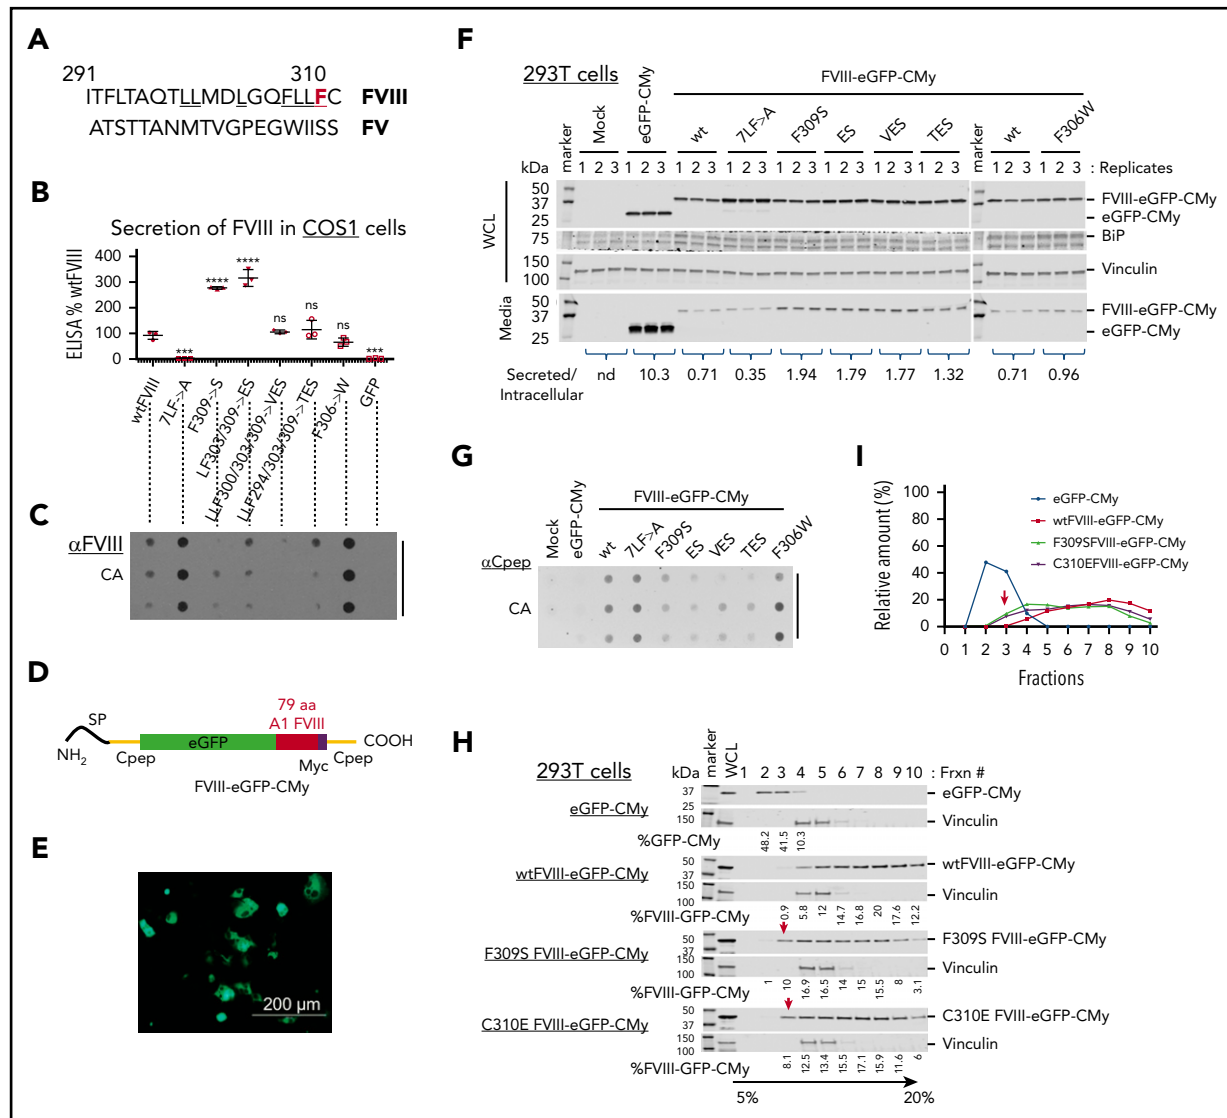 A
291 310
ITFLTAQTLLMDLGQFLLFC FVIII
ATSTTANMTVGPEGWIISS FV
B
Secretion of FVIII in COS1 cells
ELISA % wtFVIII
400
300
200
100
0
*** **** **** ns ns ns ***
wtFVIII
7LF->A
F309->S
LF303/309->ES
LLF300/303/309->VES
LLF294/303/309->TES
F306->W
GFP
C
αFVIII
CA
D
79 aa
A1 FVIII
SP
eGFP
COOH
NH2
Cpep
Myc
Cpep
FVIII-eGFP-CMy
E
200 µm
F
293T cells
FVIII-eGFP-CMy
marker
Mock
eGFP-CMy
wt
7LF>A
F309S
ES
VES
TES
marker
wt
F306W
kDa 1 2 3 1 2 3 1 2 3 1 2 3 1 2 3 1 2 3 1 2 3 1 2 3 1 2 3 1 2 3 : Replicates
WCL
50
37
25
FVIII-eGFP-CMy
eGFP-CMy
75
BiP
150
100
Vinculin
Media
50
37
25
FVIII-eGFP-CMy
eGFP-CMy
Secreted/
Intracellular
nd 10.3 0.71 0.35 1.94 1.79 1.77 1.32 0.71 0.96
G
FVIII-eGFP-CMy
Mock
eGFP-CMy
wt
7LF>A
F309S
ES
VES
TES
F306W
αCpep
CA
I
Relative amount (%)
100
80
60
40
20
0
eGFP-CMy
wtFVIII-eGFP-CMy
F309SFVIII-eGFP-CMy
C310EFVIII-eGFP-CMy
0 1 2 3 4 5 6 7 8 9 10
Fractions
H
293T cells
kDa marker WCL 1 2 3 4 5 6 7 8 9 10 : Frxn #
eGFP-CMy
37
25
eGFP-CMy
150
Vinculin
%GFP-CMy 48.2 41.5 10.3
wtFVIII-eGFP-CMy
50
37
wtFVIII-eGFP-CMy
150
100
Vinculin
%FVIII-GFP-CMy 0.9 5.8 12 14.7 16.8 20 17.6 12.2
F309S FVIII-eGFP-CMy
50
37
F309S FVIII-eGFP-CMy
150
100
Vinculin
%FVIII-GFP-CMy 1 10 16.9 16.5 14 15 15.5 8 3.1
C310E FVIII-eGFP-CMy
50
37
C310E FVIII-eGFP-CMy
150
100
Vinculin
%FVIII-GFP-CMy 8.1 12.5 13.4 15.5 17.1 15.9 11.6 6
5% 20%